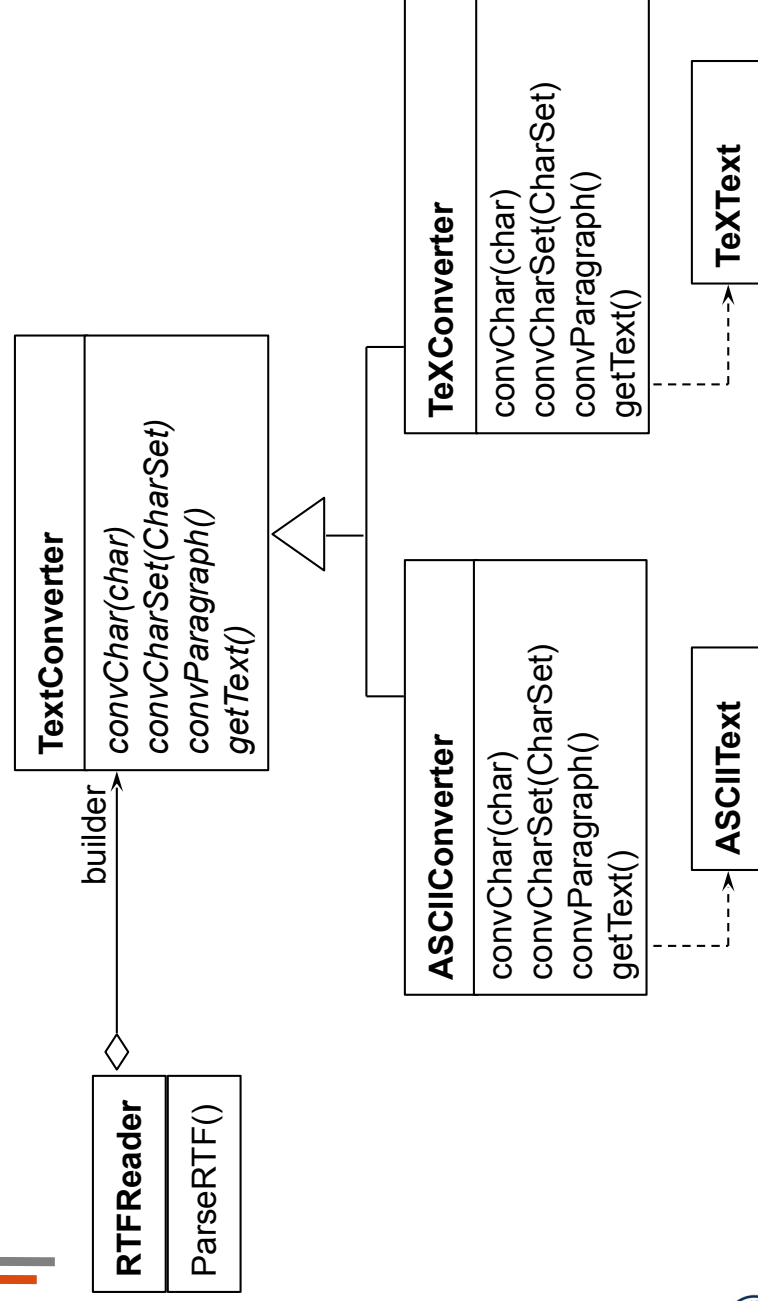 RTFReader
ParseRTF()
builder
TextConverter
convChar(char)
convCharSet(CharSet)
convParagraph()
getText()
ASCIIConverter
convChar(char)
convCharSet(CharSet)
convParagraph()
getText()
TeXConverter
convChar(char)
convCharSet(CharSet)
convParagraph()
getText()
ASCIIText
TeXText